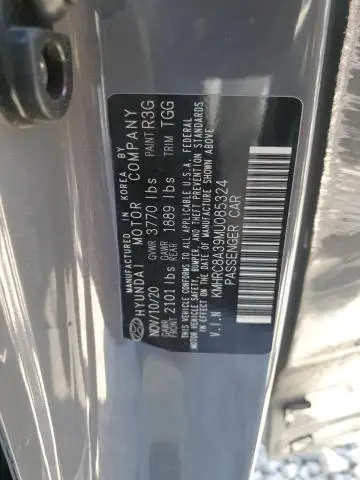 MANUFACTURED IN KOREA BY
HYUNDAI MOTOR COMPANY
NOV/10/20 GVWR 3770 lbs PAINT R3G
GAWR FRONT 2101 lbs GAWR REAR 1889 lbs TRIM TGG
THIS VEHICLE CONFORMS TO ALL APPLICABLE U.S.A. FEDERAL
MOTOR VEHICLE SAFETY, BUMPER, AND THEFT PREVENTION STANDARDS
IN EFFECT ON THE DATE OF MANUFACTURE SHOWN ABOVE.
V.I.N KMHRC8A39MU085324
PASSENGER CAR